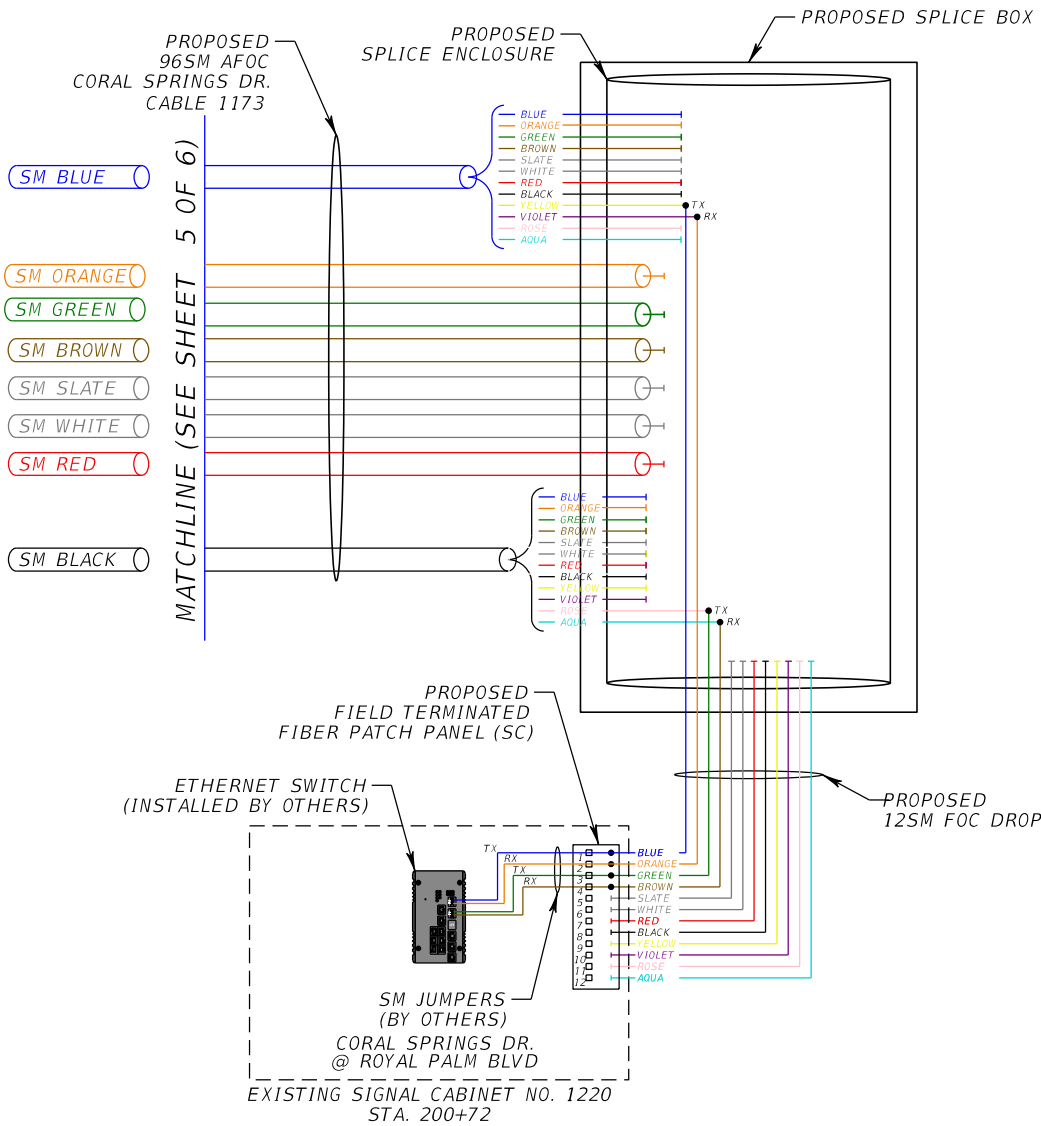 PROPOSED SPLICE BOX
PROPOSED
SPLICE ENCLOSURE
PROPOSED
96SM AFOC
CORAL SPRINGS DR.
CABLE 1173
MATCHLINE (SEE SHEET 5 OF 6)
SM BLUE
SM ORANGE
SM GREEN
SM BROWN
SM SLATE
SM WHITE
SM RED
SM BLACK
BLUE
ORANGE
GREEN
BROWN
SLATE
WHITE
RED
BLACK
YELLOW
TX
VIOLET
RX
ROSE
AQUA
BLUE
ORANGE
GREEN
BROWN
SLATE
WHITE
RED
BLACK
YELLOW
VIOLET
ROSE
TX
AQUA
RX
PROPOSED
FIELD TERMINATED
FIBER PATCH PANEL (SC)
ETHERNET SWITCH
(INSTALLED BY OTHERS)
PROPOSED
12SM FOC DROP
TX
RX
TX
RX
1
2
3
4
5
6
7
8
9
10
11
12
BLUE
ORANGE
GREEN
BROWN
SLATE
WHITE
RED
BLACK
YELLOW
VIOLET
ROSE
AQUA
SM JUMPERS
(BY OTHERS)
CORAL SPRINGS DR.
@ ROYAL PALM BLVD
EXISTING SIGNAL CABINET NO. 1220
STA. 200+72